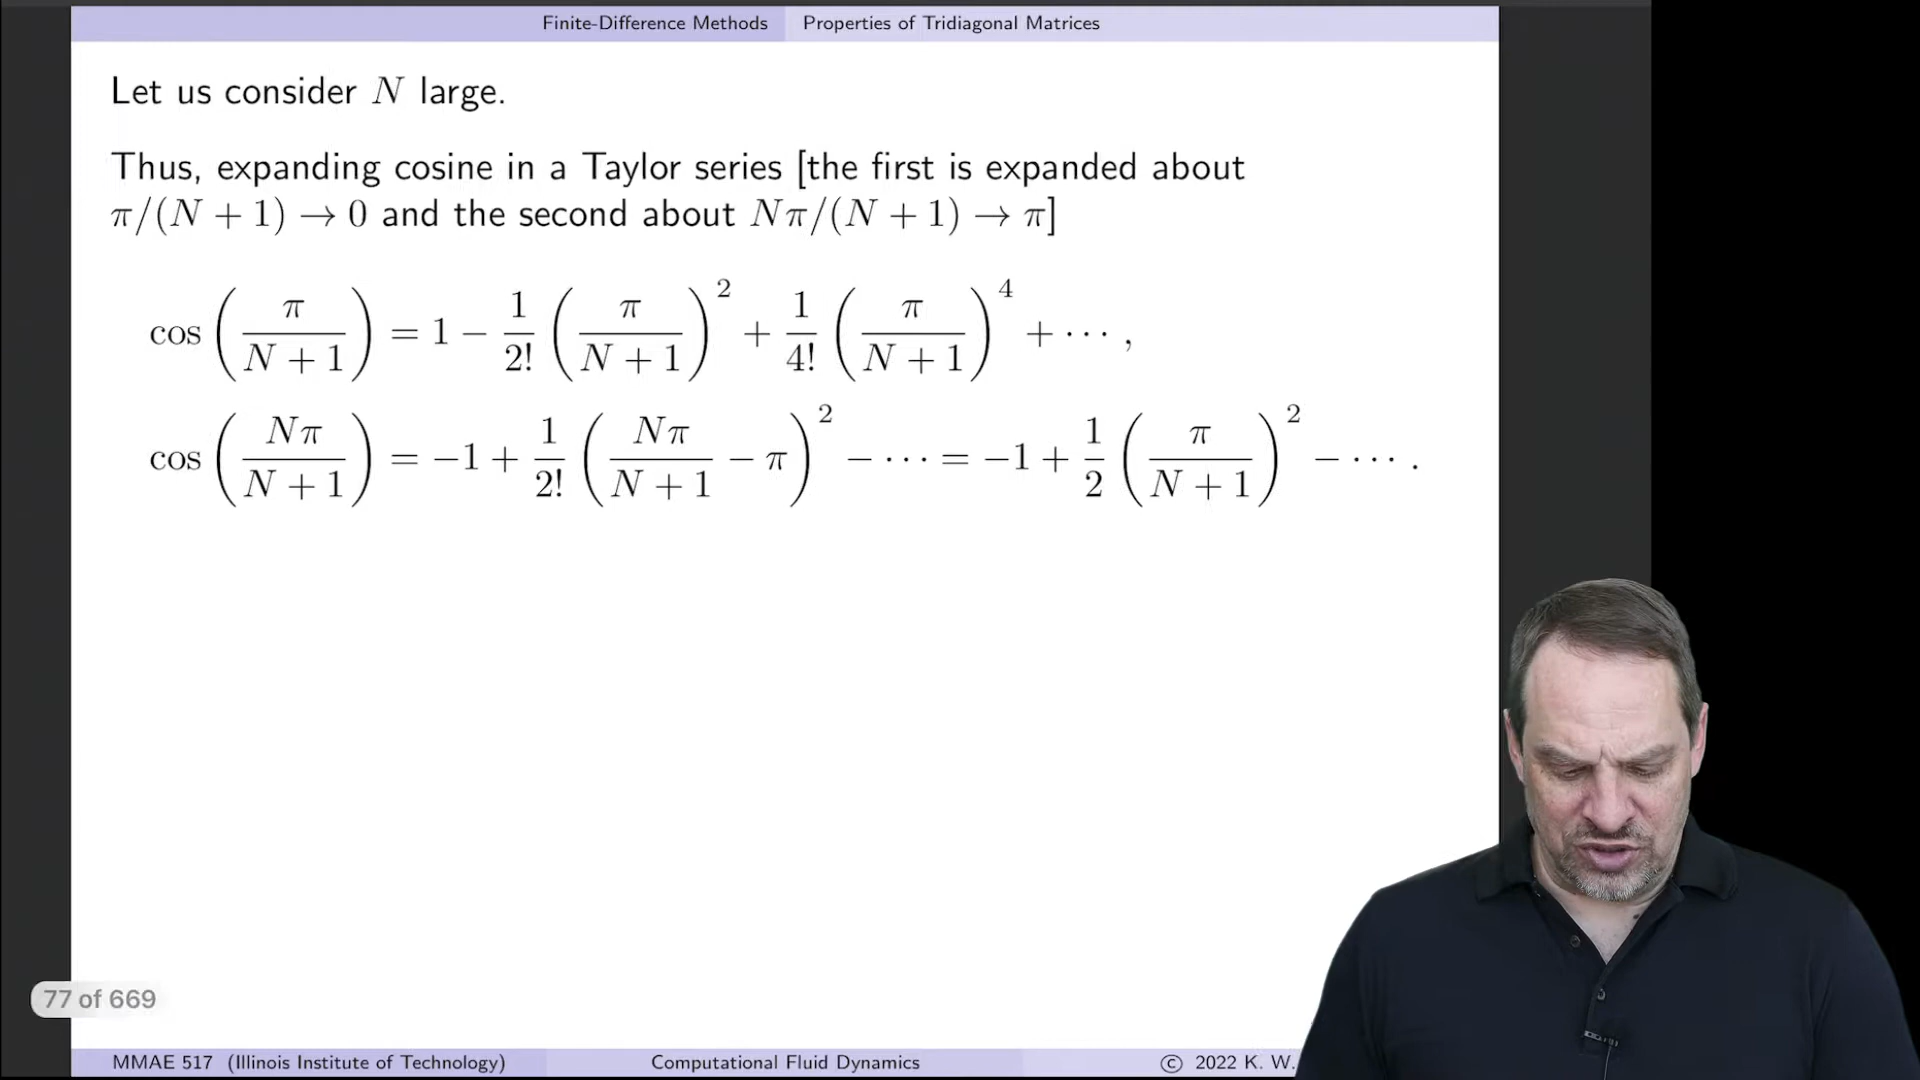 Finite-Difference Methods Properties of Tridiagonal Matrices
Let us consider N large.
Thus, expanding cosine in a Taylor series [the first is expanded about
π/(N + 1) → 0 and the second about Nπ/(N + 1) → π]
cos(π/(N + 1)) = 1 − 1/2! (π/(N + 1))² + 1/4! (π/(N + 1))⁴ + ⋯ ,
cos(Nπ/(N + 1)) = −1 + 1/2! (Nπ/(N + 1) − π)² − ⋯ = −1 + 1/2 (π/(N + 1))² − ⋯ .
77 of 669
MMAE 517 (Illinois Institute of Technology) Computational Fluid Dynamics © 2022 K. W.